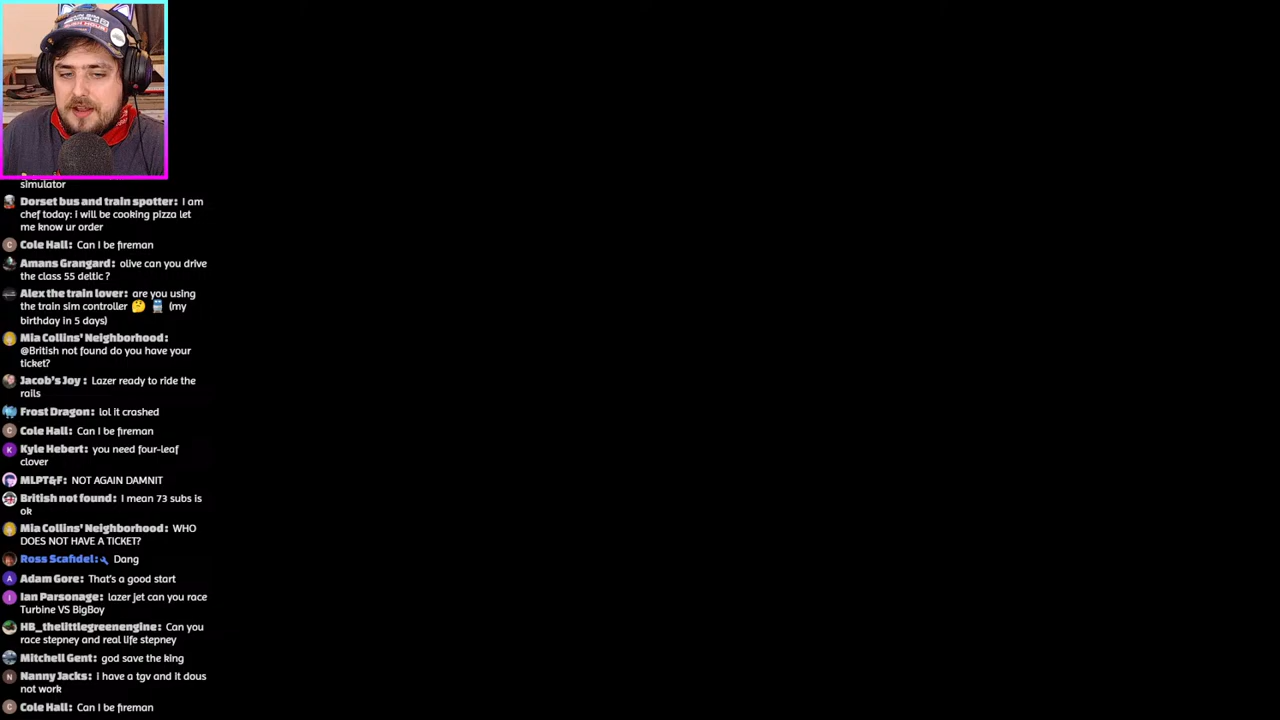 simulator
Dorset bus and train spotter: I am
chef today: i will be cooking pizza let
me know ur order
Cole Hall: Can I be fireman
Amans Grangard: olive can you drive
the class 55 deltic ?
Alex the train lover: are you using
the train sim controller 🤔 🚆 (my
birthday in 5 days)
Mia Collins' Neighborhood:
@British not found do you have your
ticket?
Jacob's Joy : Lazer ready to ride the
rails
Frost Dragon: lol it crashed
Cole Hall: Can I be fireman
Kyle Hebert: you need four-leaf
clover
MLPT&F: NOT AGAIN DAMNIT
British not found: I mean 73 subs is
ok
Mia Collins' Neighborhood: WHO
DOES NOT HAVE A TICKET?
Ross Scafidel: Dang
Adam Gore: That's a good start
Ian Parsonage: lazer jet can you race
Turbine VS BigBoy
HB_thelittlegreenengine: Can you
race stepney and real life stepney
Mitchell Gent: god save the king
Nanny Jacks: i have a tgv and it dous
not work
Cole Hall: Can I be fireman